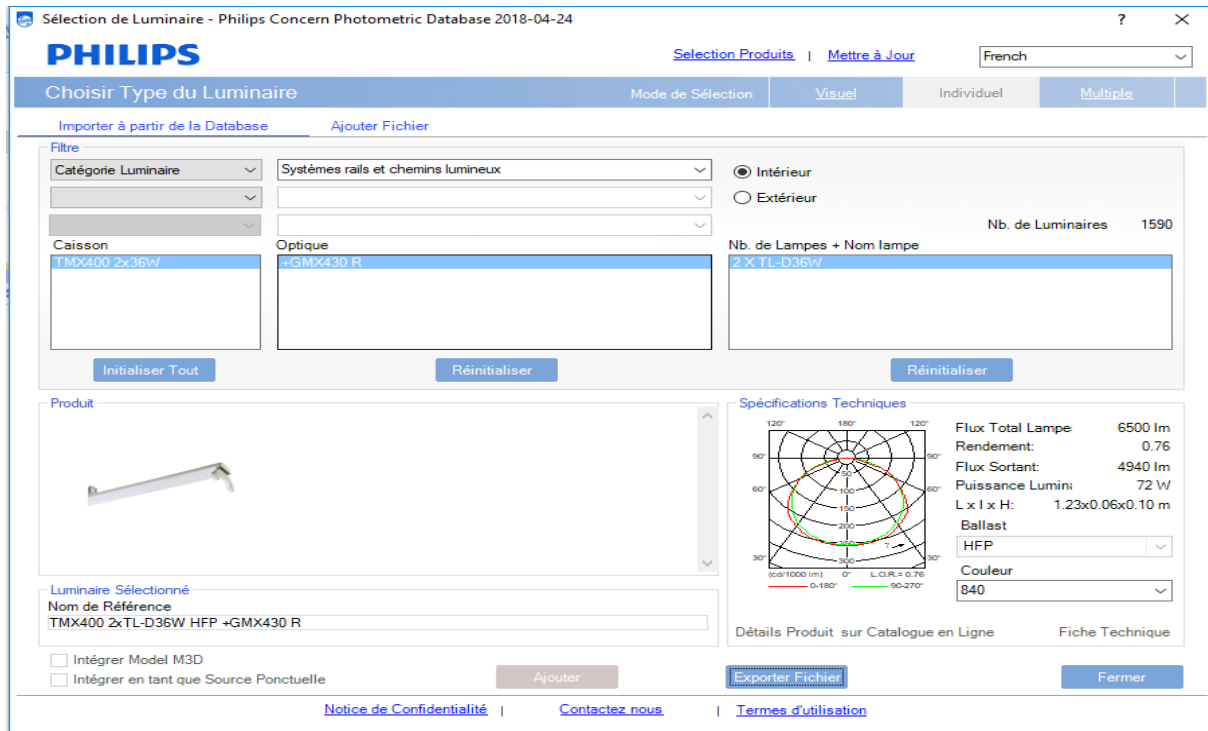 Sélection de Luminaire - Philips Concern Photometric Database 2018-04-24 ? ×
PHILIPS
Selection Produits | Mettre à Jour French
Choisir Type du Luminaire Mode de Sélection Visuel Individuel Multiple
Importer à partir de la Database Ajouter Fichier
Filtre
Catégorie Luminaire Systèmes rails et chemins lumineux Intérieur
Extérieur
Nb. de Luminaires 1590
Caisson Optique Nb. de Lampes + Nom lampe
TMX400 2x36W +GMX430 R 2 X TL-D36W
Initialiser Tout Réinitialiser Réinitialiser
Produit
Spécifications Techniques
120° 180° 120°
90° 90°
60° 60°
30° 30°
50
100
150
200
300
(cd/1000 lm) 0° L.O.R.= 0.76
0-180° 90-270°
Flux Total Lampe: 6500 lm
Rendement: 0.76
Flux Sortant: 4940 lm
Puissance Lumina 72 W
L x l x H: 1.23x0.06x0.10 m
Ballast
HFP
Couleur
840
Luminaire Sélectionné
Nom de Référence
TMX400 2xTL-D36W HFP +GMX430 R
Détails Produit sur Catalogue en Ligne Fiche Technique
Intégrer Model M3D
Intégrer en tant que Source Ponctuelle
Ajouter Exporter Fichier Fermer
Notice de Confidentialité | Contactez nous | Termes d'utilisation